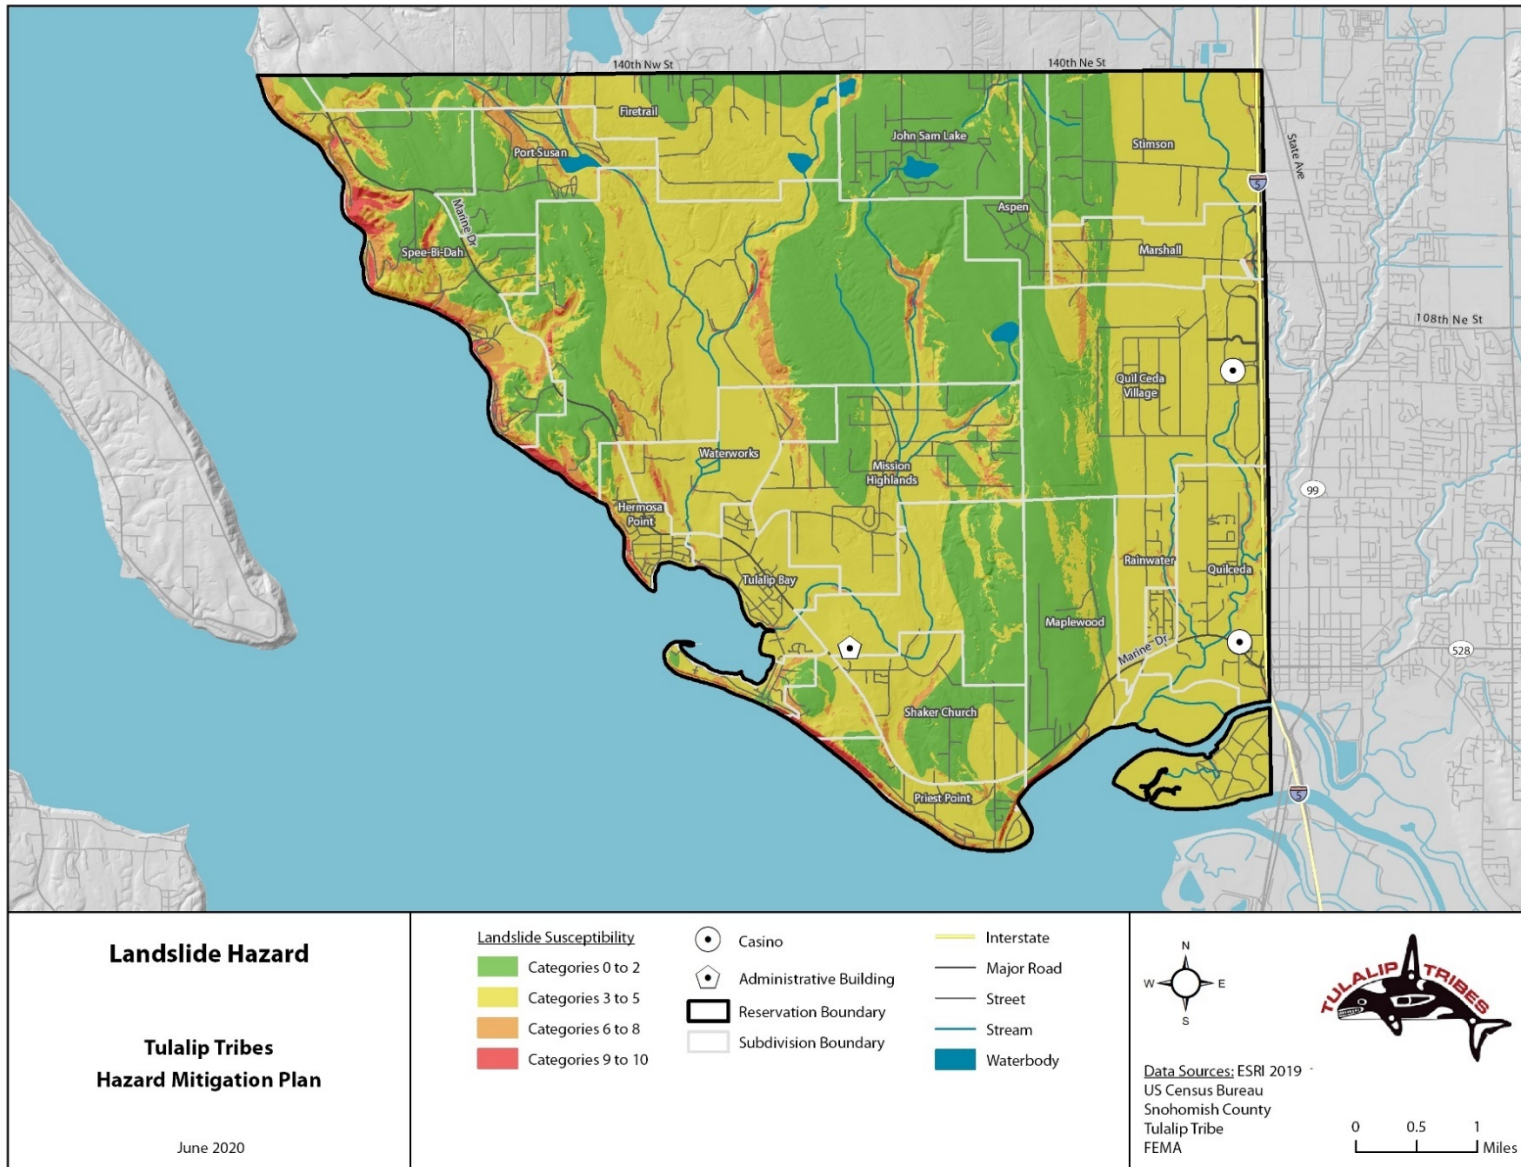 140th Nw St
140th Ne St
Firetrail
John Sam Lake
State Ave
Stimson
Port Susan
5
Aspen
Marine Dr
Marshall
Spee-Bi-Dah
108th Ne St
Quil Ceda
Village
Waterworks
Mission
Highlands
99
Hermosa
Point
Rainwater
Quilceda
Tulalip Bay
Maplewood
Marine Dr
528
Shaker Church
Priest Point
5
Landslide Hazard
Tulalip Tribes
Hazard Mitigation Plan
June 2020
Landslide Susceptibility
Categories 0 to 2
Categories 3 to 5
Categories 6 to 8
Categories 9 to 10
Casino
Administrative Building
Reservation Boundary
Subdivision Boundary
Interstate
Major Road
Street
Stream
Waterbody
N
W E
S
TULALIP TRIBES
Data Sources: ESRI 2019
US Census Bureau
Snohomish County
Tulalip Tribe
FEMA
0 0.5 1
Miles